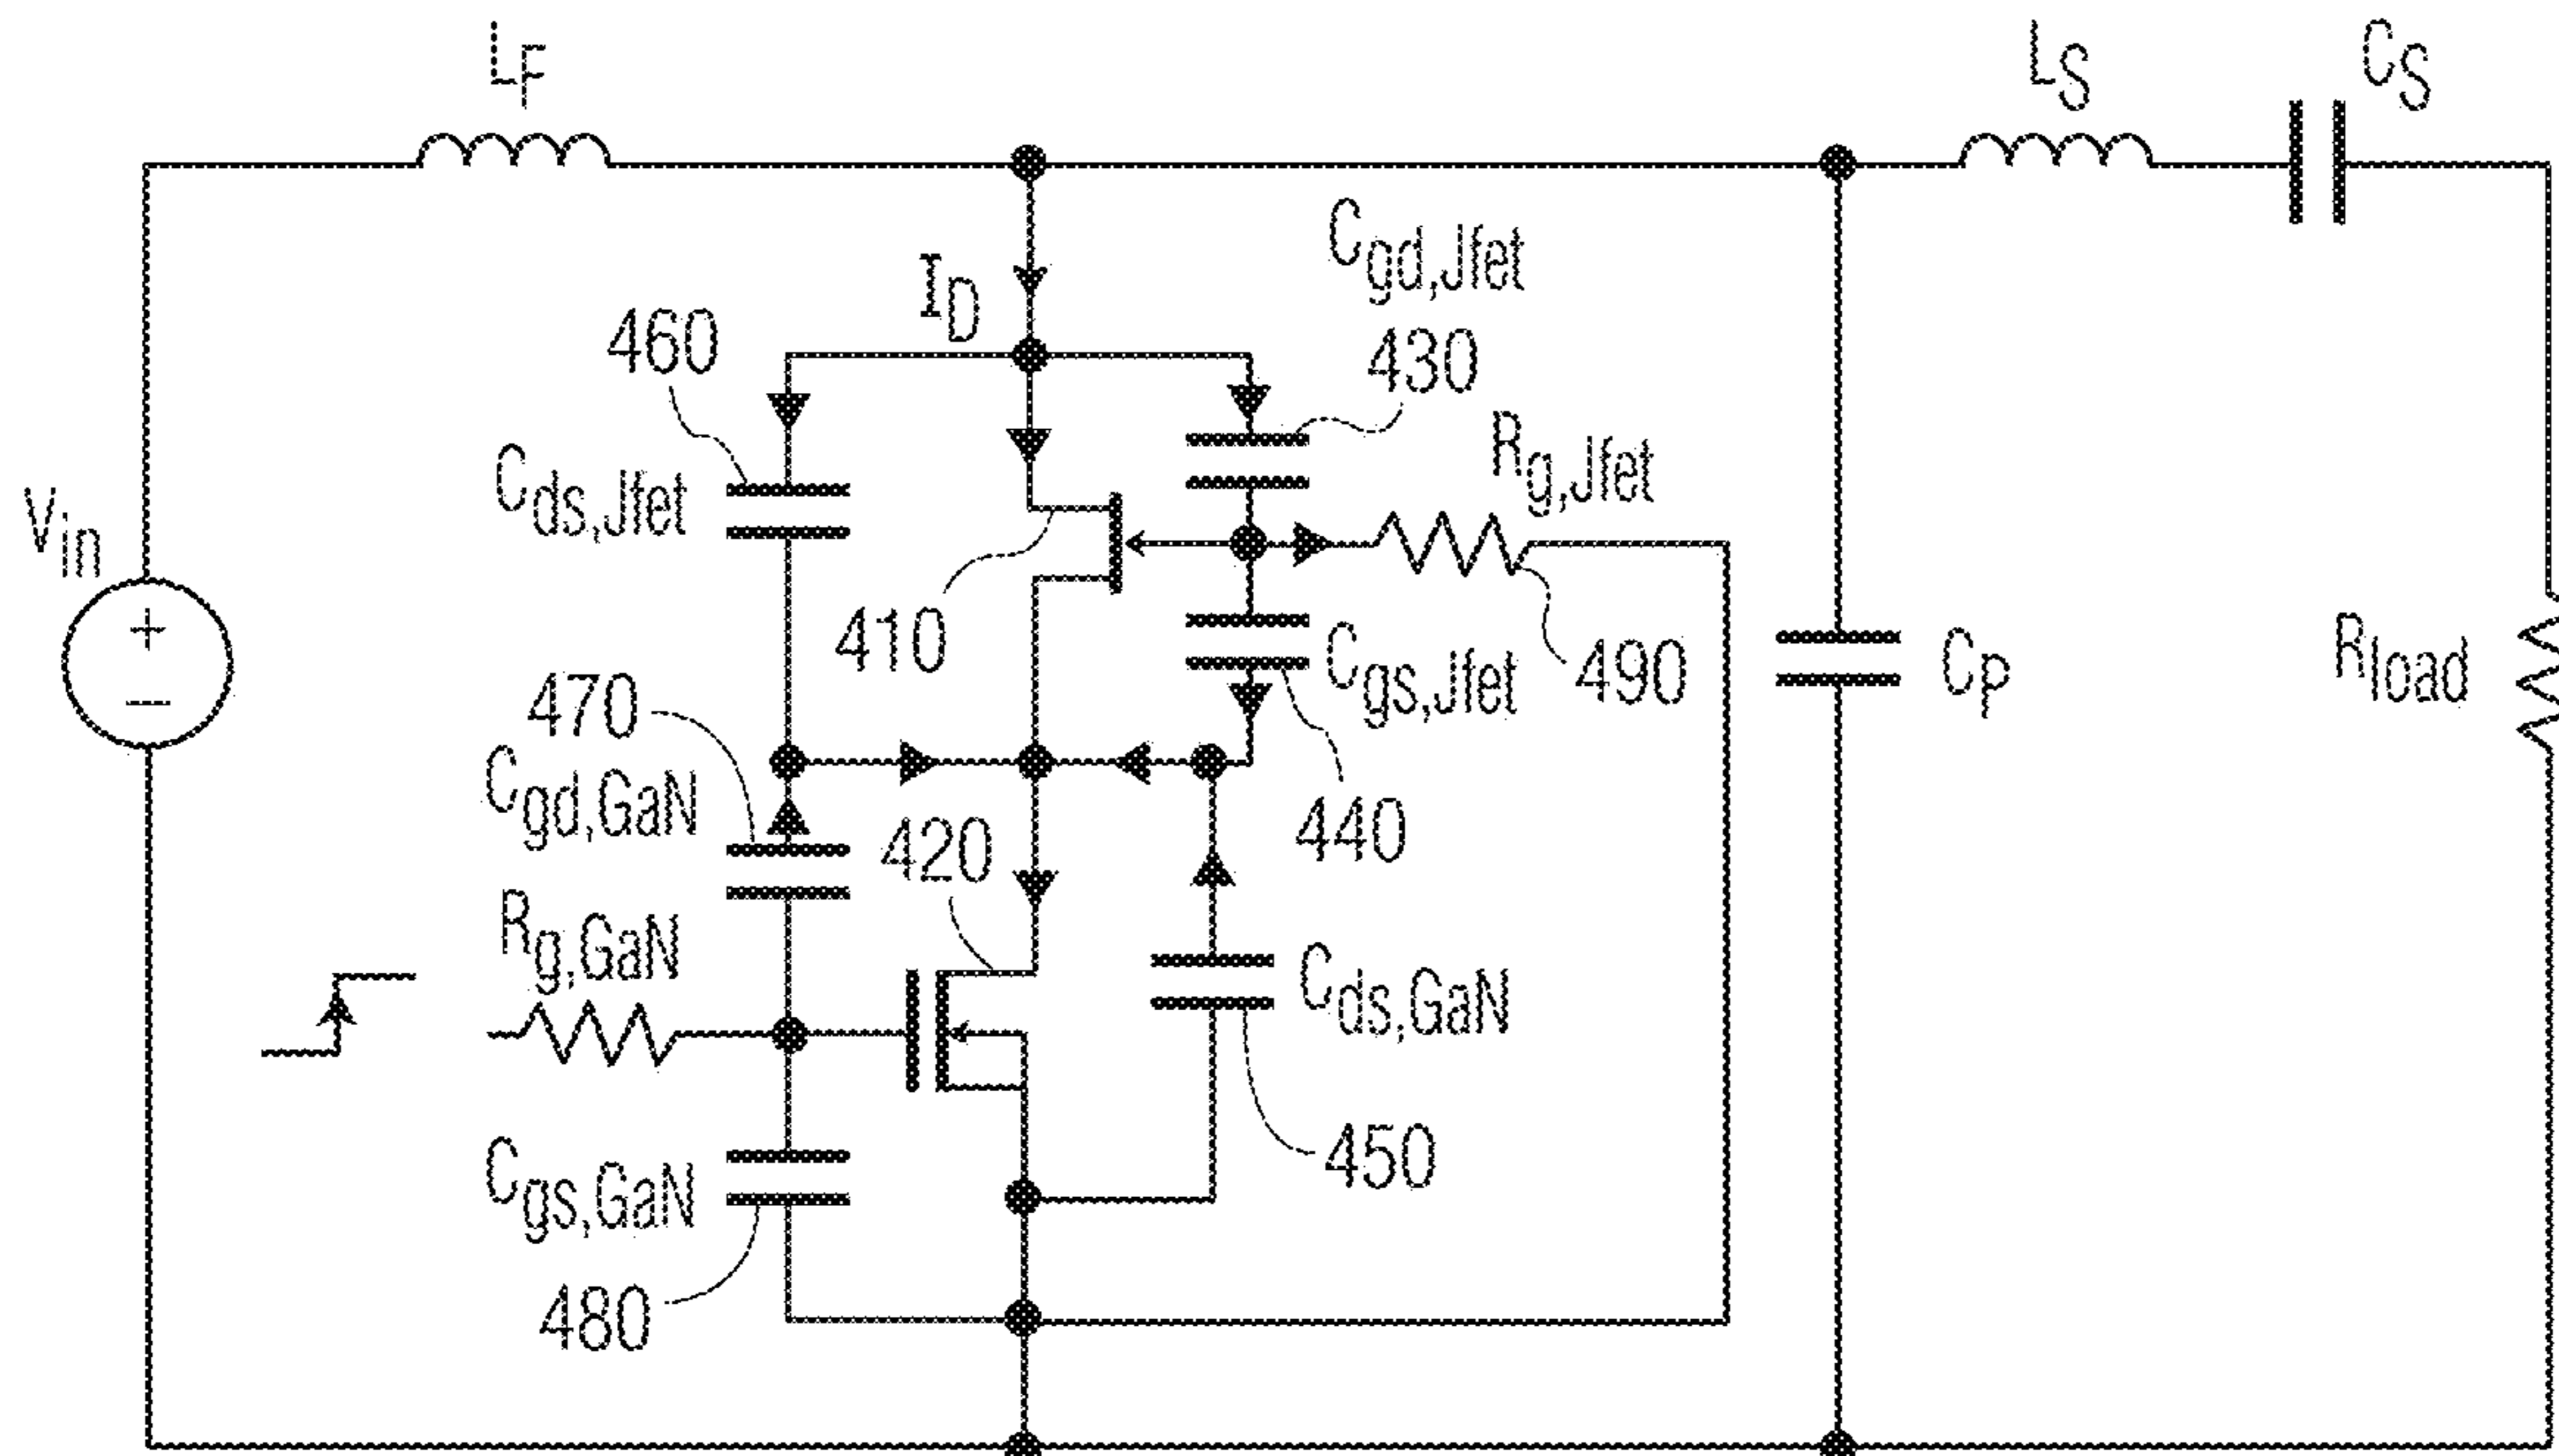 LF
LS
CS
Cgd,Jfet
ID
460
430
Rg,Jfet
Cds,Jfet
Vin
+
−
410
Cgs,Jfet
490
CP
Rload
470
Cgd,GaN
420
440
Rg,GaN
Cds,GaN
Cgs,GaN
450
480